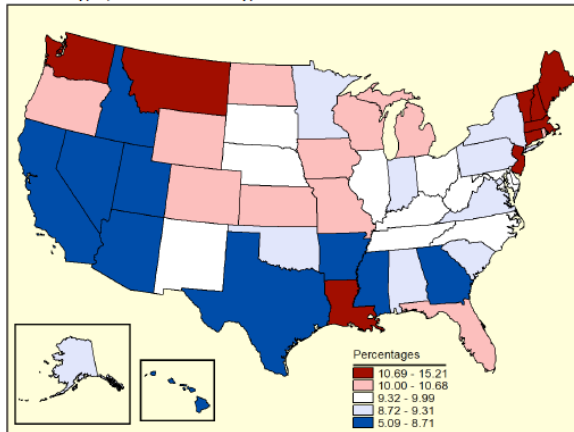 Percentages
10.69 - 15.21
10.00 - 10.68
9.32 - 9.99
8.72 - 9.31
5.09 - 8.71